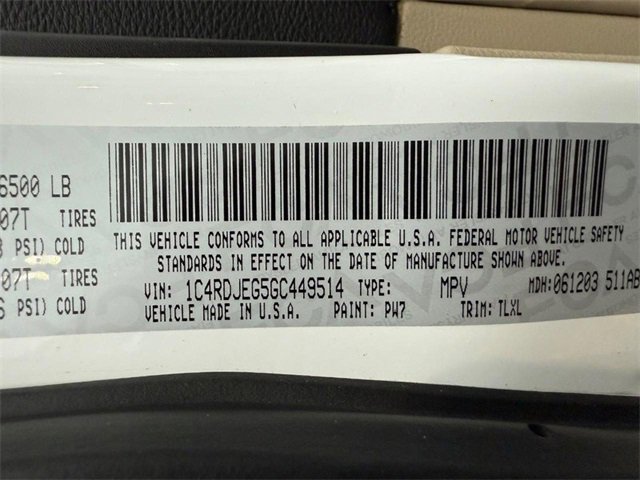 6500 LB
07T TIRES
PSI) COLD
07T TIRES
PSI) COLD
THIS VEHICLE CONFORMS TO ALL APPLICABLE U.S.A. FEDERAL MOTOR VEHICLE SAFETY
STANDARDS IN EFFECT ON THE DATE OF MANUFACTURE SHOWN ABOVE.
VIN: 1C4RDJEG5GC449514 TYPE: MPV MDH: 061203 511AB
VEHICLE MADE IN U.S.A. PAINT: PW7 TRIM: TLXL